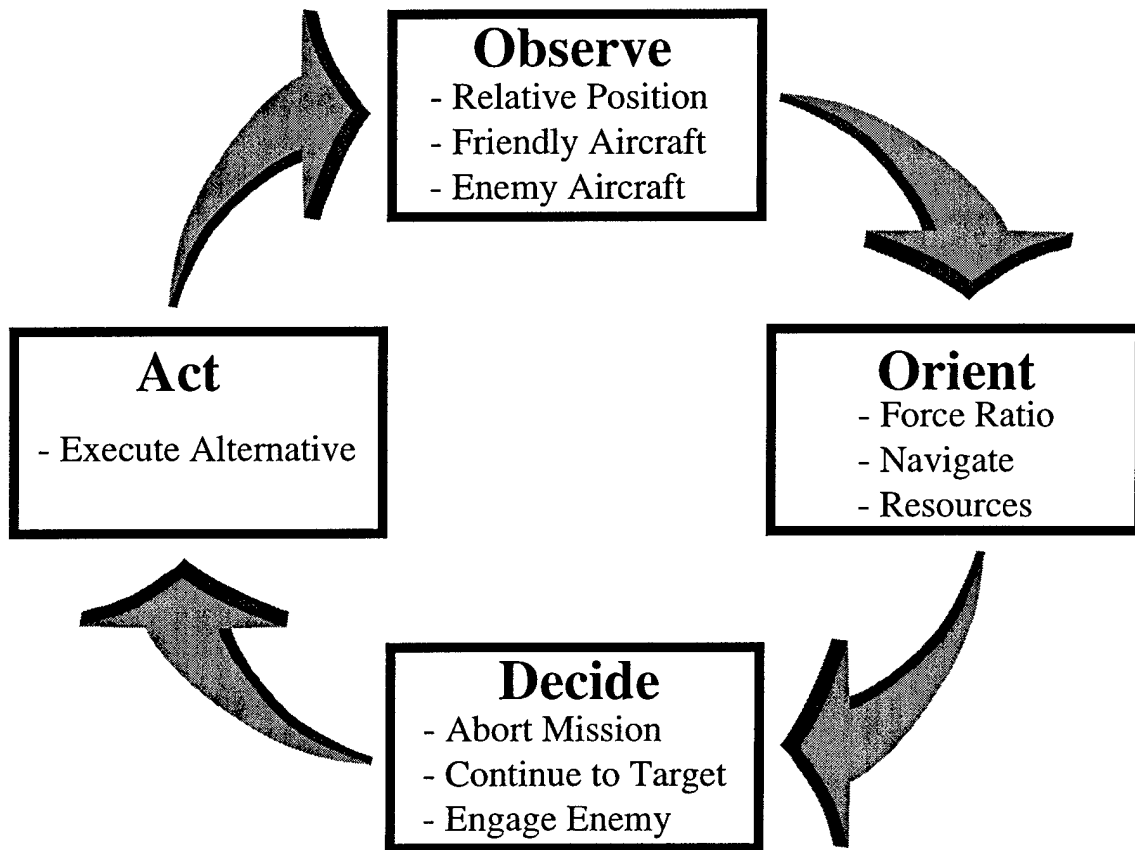 Observe
- Relative Position
- Friendly Aircraft
- Enemy Aircraft
Orient
- Force Ratio
- Navigate
- Resources
Decide
- Abort Mission
- Continue to Target
- Engage Enemy
Act
- Execute Alternative